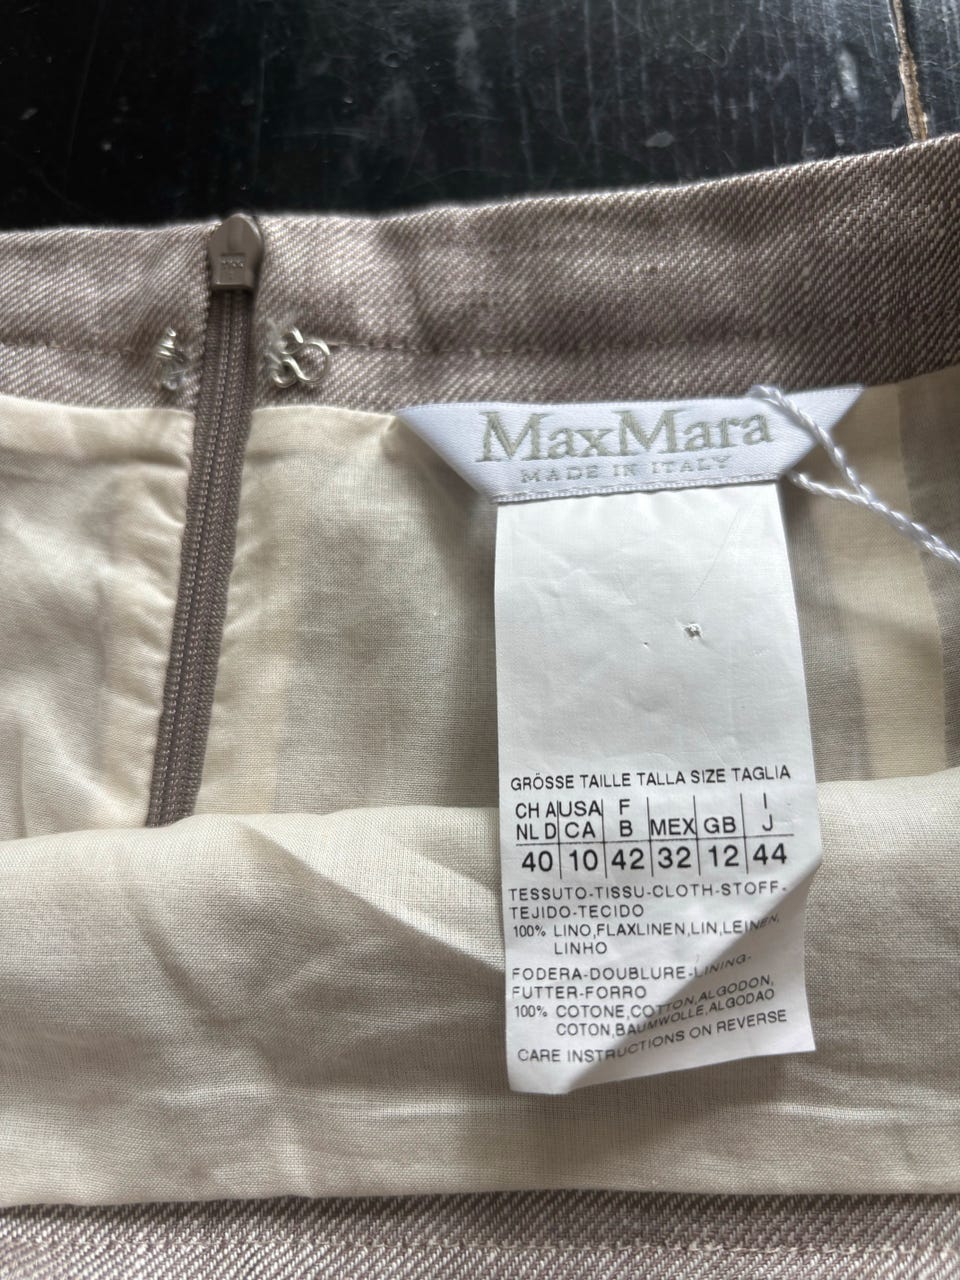 MaxMara
MADE IN ITALY
GRÖSSE TAILLE TALLA SIZE TAGLIA
CH A USA F I
NL D CA B MEX GB J
40 10 42 32 12 44
TESSUTO-TISSU-CLOTH-STOFF-
TEJIDO-TECIDO
100% LINO,FLAXLINEN,LIN,LEINEN,
LINHO
FODERA-DOUBLURE-LINING-
FUTTER-FORRO
100% COTONE,COTTON,ALGODON,
COTON,BAUMWOLLE,ALGODAO
CARE INSTRUCTIONS ON REVERSE